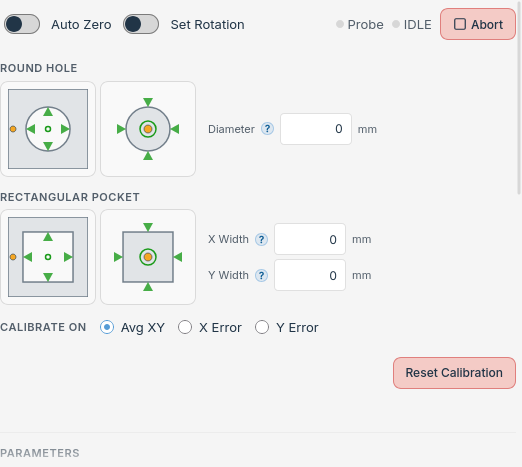 Auto Zero Set Rotation Probe IDLE Abort
ROUND HOLE
Diameter ? 0 mm
RECTANGULAR POCKET
X Width ? 0 mm
Y Width ? 0 mm
CALIBRATE ON Avg XY X Error Y Error
Reset Calibration
PARAMETERS